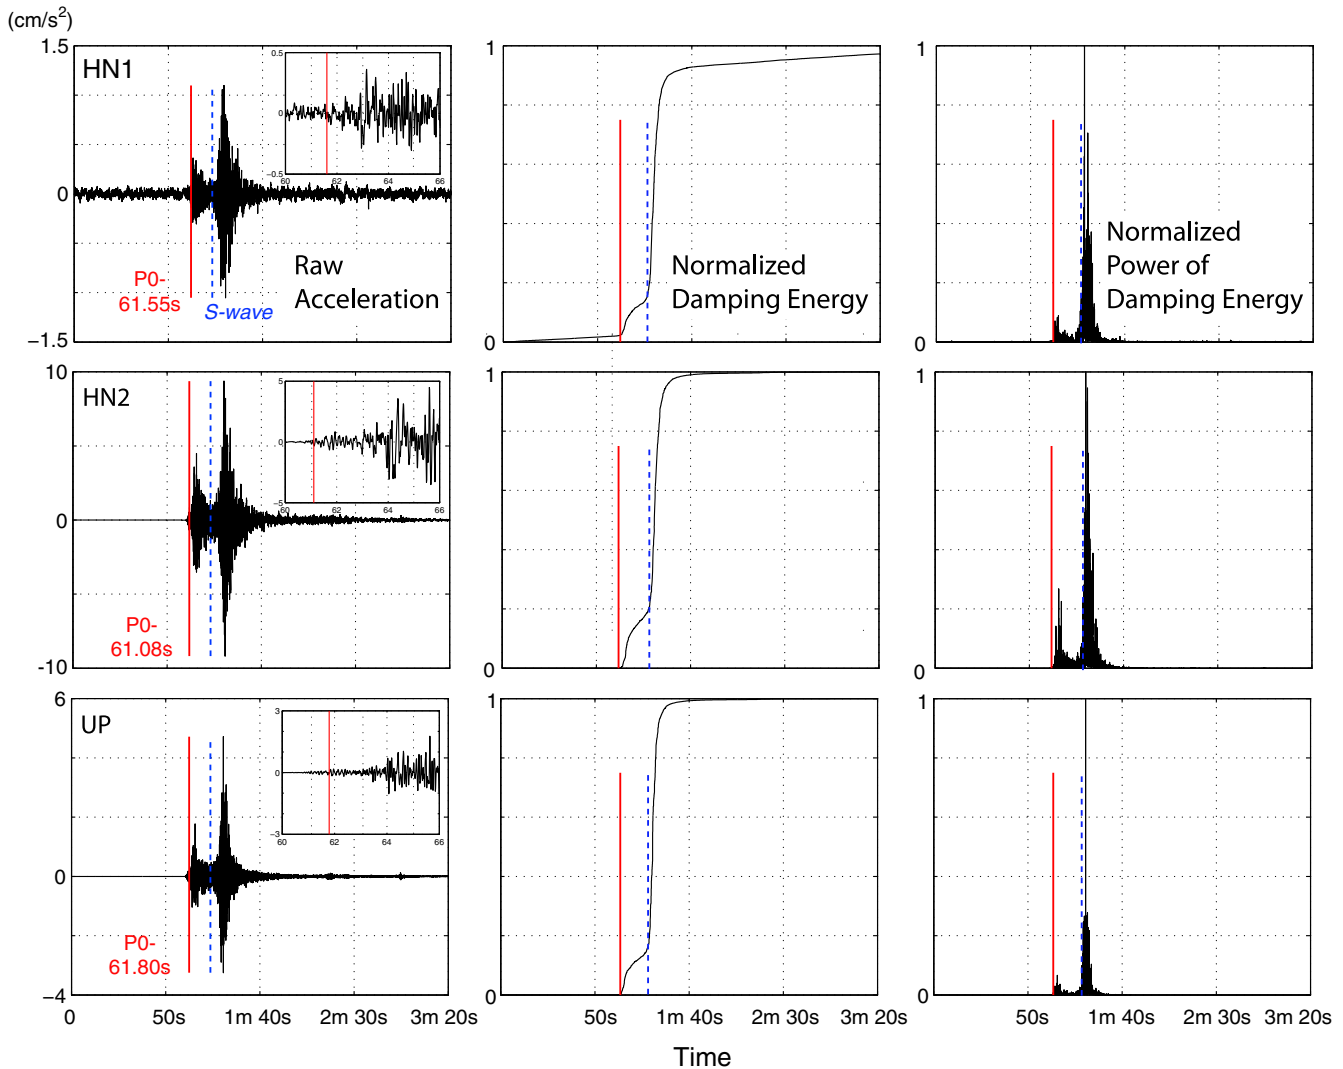 (cm/s²)
1.5
0
−1.5
HN1
0.5
0
−0.5
60 62 64 66
P0-
61.55s
S-wave
Raw
Acceleration
1
0
Normalized
Damping Energy
1
0
Normalized
Power of
Damping Energy
10
0
-10
HN2
5
0
−5
60 62 64 66
P0-
61.08s
1
0
1
0
6
0
−4
UP
3
0
−3
60 62 64 66
P0-
61.80s
1
0
1
0
0 50s 1m 40s 2m 30s 3m 20s
50s 1m 40s 2m 30s 3m 20s
50s 1m 40s 2m 30s 3m 20s
Time